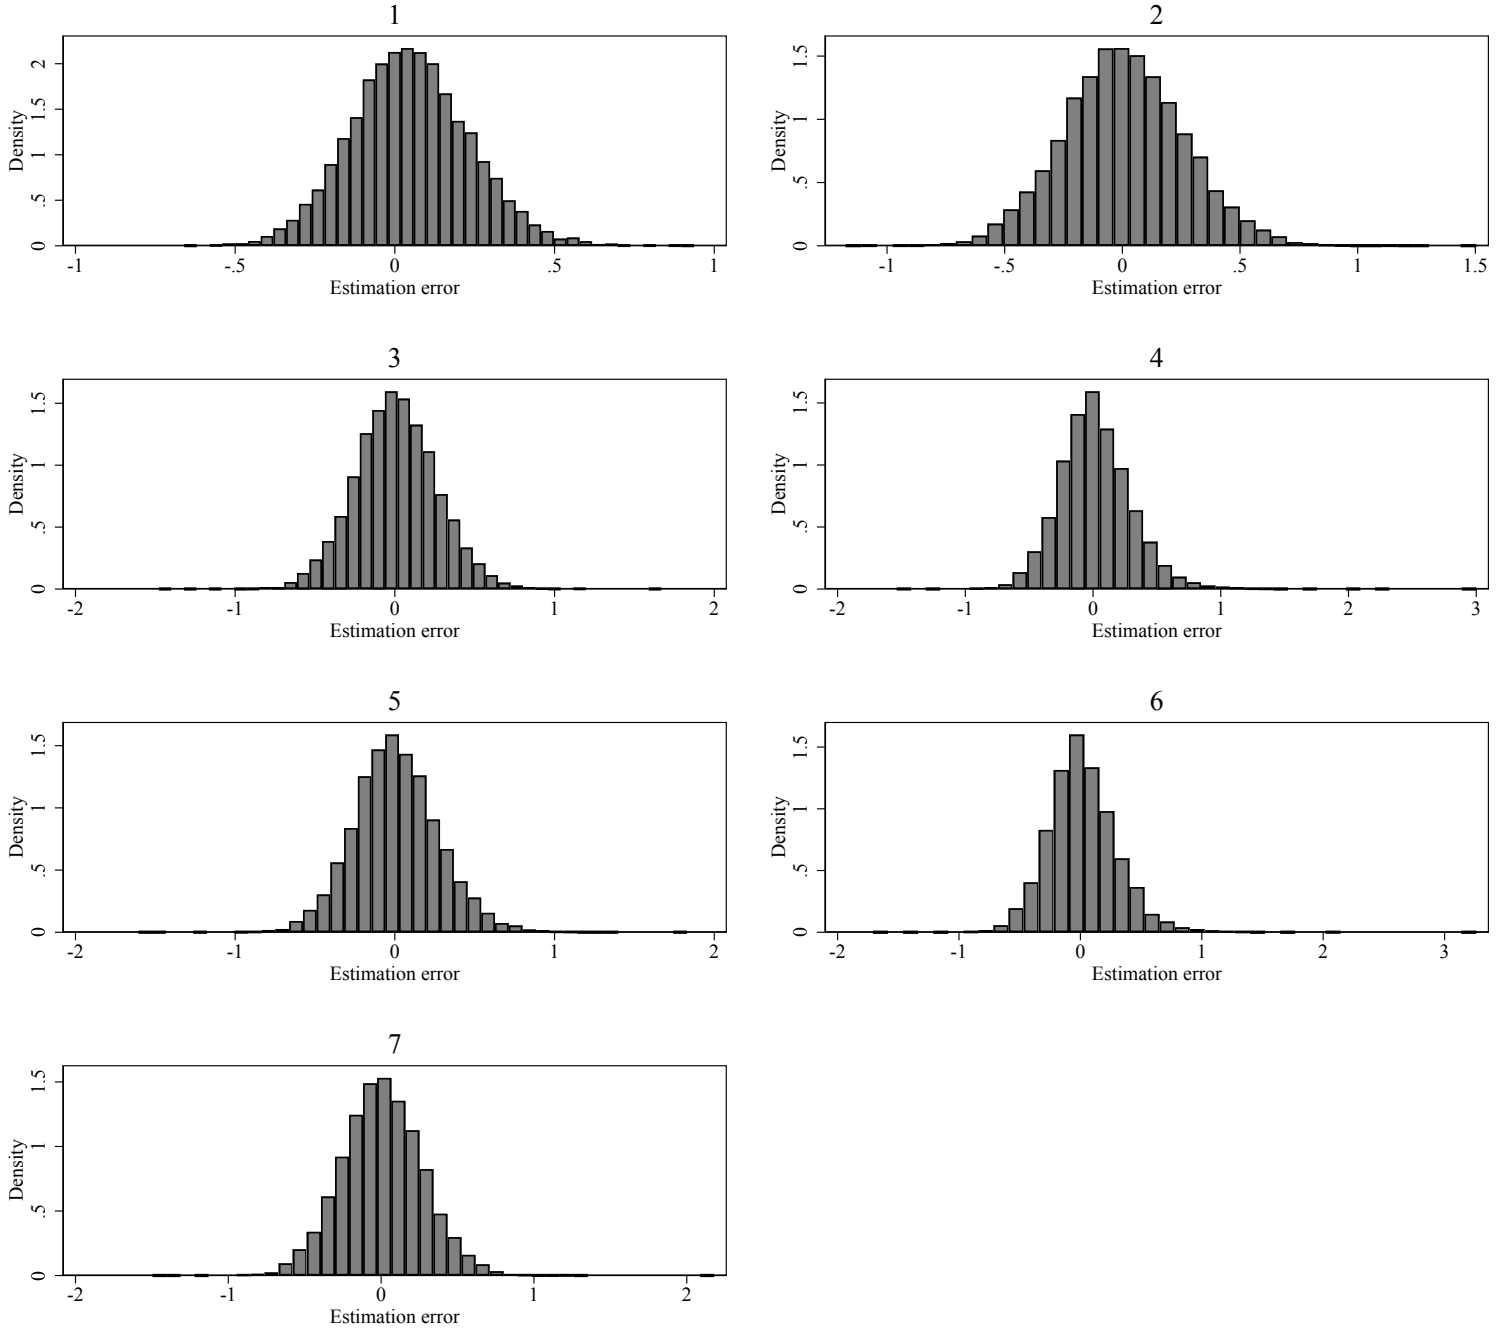 1
Density
0 .5 1 1.5 2
-1 -.5 0 .5 1
Estimation error
2
Density
0 .5 1 1.5
-1 -.5 0 .5 1 1.5
Estimation error
3
Density
0 .5 1 1.5
-2 -1 0 1 2
Estimation error
4
Density
0 .5 1 1.5
-2 -1 0 1 2 3
Estimation error
5
Density
0 .5 1 1.5
-2 -1 0 1 2
Estimation error
6
Density
0 .5 1 1.5
-2 -1 0 1 2 3
Estimation error
7
Density
0 .5 1 1.5
-2 -1 0 1 2
Estimation error